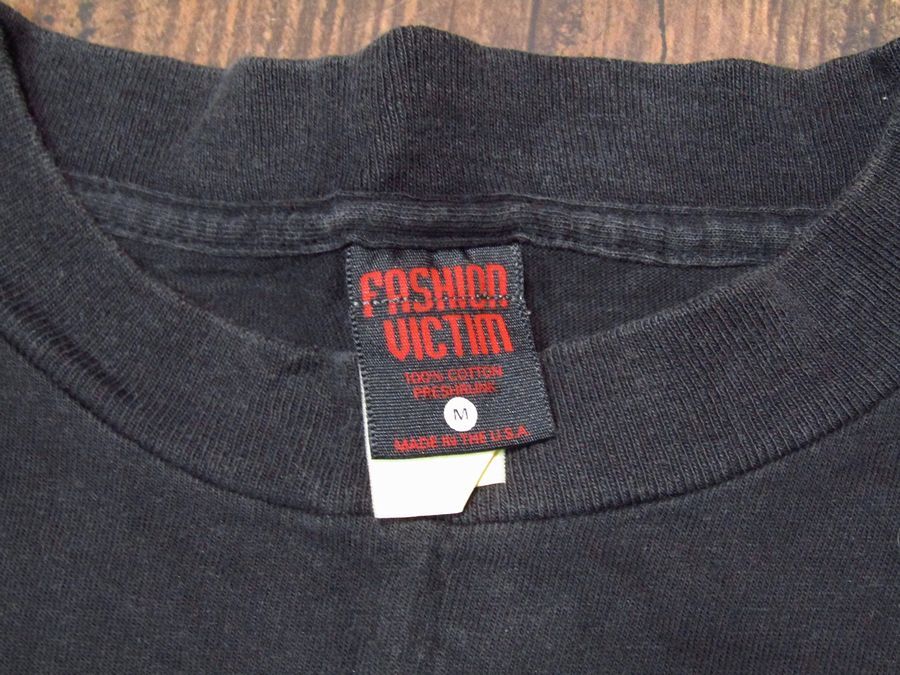 FASHION
VICTIM
100% COTTON
PRESHRUNK
M
MADE IN THE U.S.A